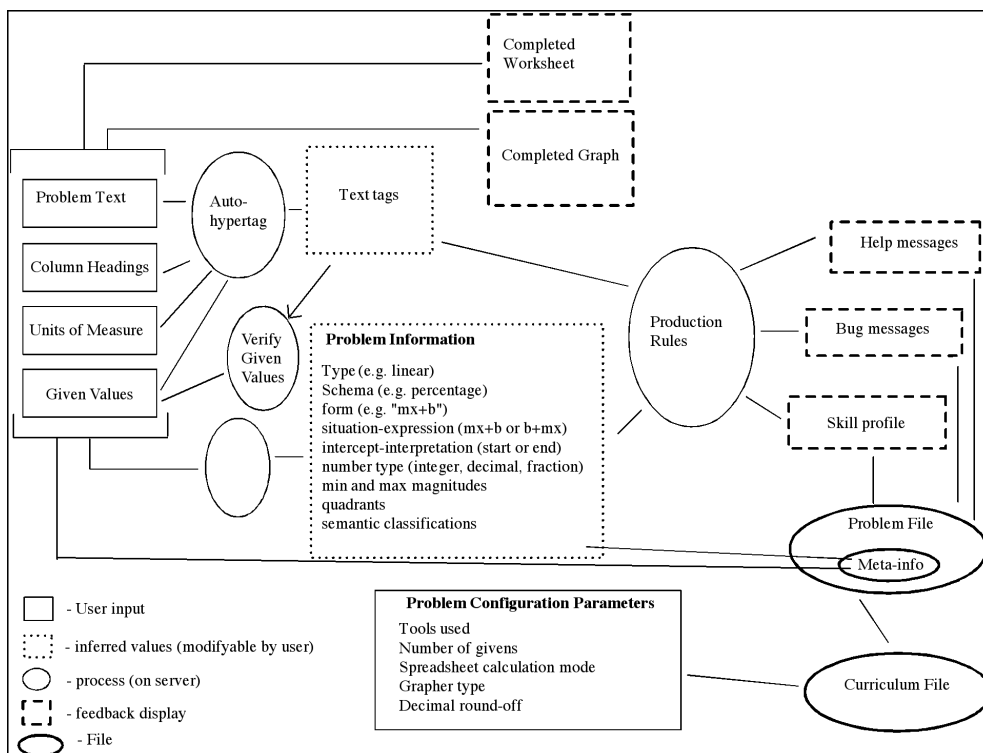 Completed
Worksheet
Completed Graph
Problem Text
Column Headings
Units of Measure
Given Values
Auto-
hypertag
Text tags
Verify
Given
Values
Problem Information
Type (e.g. linear)
Schema (e.g. percentage)
form (e.g. "mx+b")
situation-expression (mx+b or b+mx)
intercept-interpretation (start or end)
number type (integer, decimal, fraction)
min and max magnitudes
quadrants
semantic classifications
Production
Rules
Help messages
Bug messages
Skill profile
Problem File
Meta-info
Curriculum File
Problem Configuration Parameters
Tools used
Number of givens
Spreadsheet calculation mode
Grapher type
Decimal round-off
- User input
- inferred values (modifyable by user)
- process (on server)
- feedback display
- File